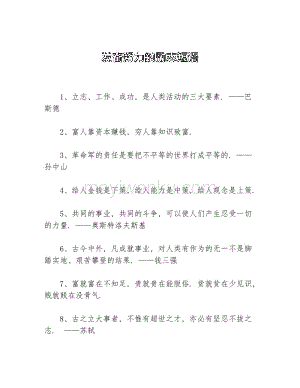 1、立志、工作、成功，是人类活动的三大要素. ——巴
斯德
2、富人靠资本赚钱，穷人靠知识致富.
3、革命军的责任是要把不平等的世界打成平等的. ——
孙中山
4、给人金钱是下策，给人能力是中策，给人观念是上策.
5、共同的事业，共同的斗争，可以使人们产生忍受一切
的力量. ——奥斯特洛夫斯基
6、古今中外，凡成就事业，对人类有作为的无一不是脚
踏实地、艰苦攀登的结果. ——钱三强
7、富就富在不知足，贵就贵在能脱俗. 贫就贫在少见识，
贱就贱在没骨气.
8、古之立大事者，不惟有超世之才，亦必有坚忍不拔之
志. ——苏轼